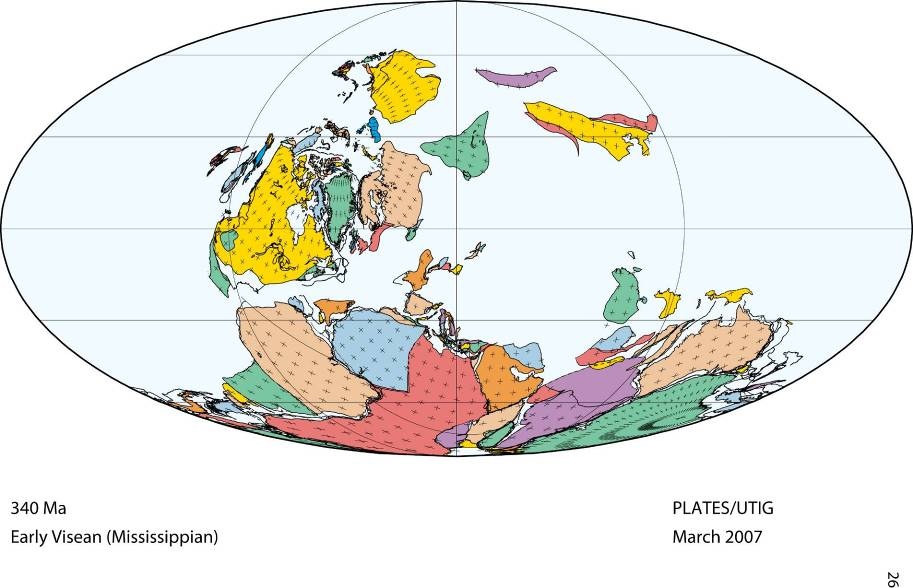 340 Ma
Early Visean (Mississippian)
PLATES/UTIG
March 2007
26